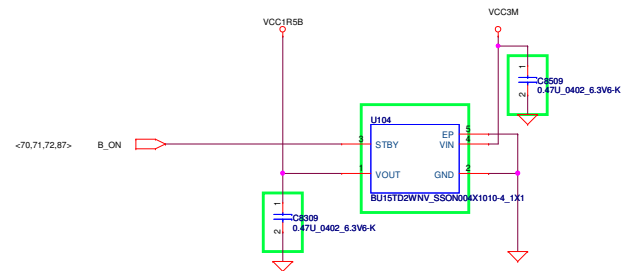 VCC1R5B
VCC3M
1
C8509
2
0.47U_0402_6.3V6-K
U104
EP 5
<70,71,72,87> B_ON 3 STBY VIN 4
1 VOUT GND 2
BU15TD2WNV_SSON004X1010-4_1X1
1
C8309
2
0.47U_0402_6.3V6-K